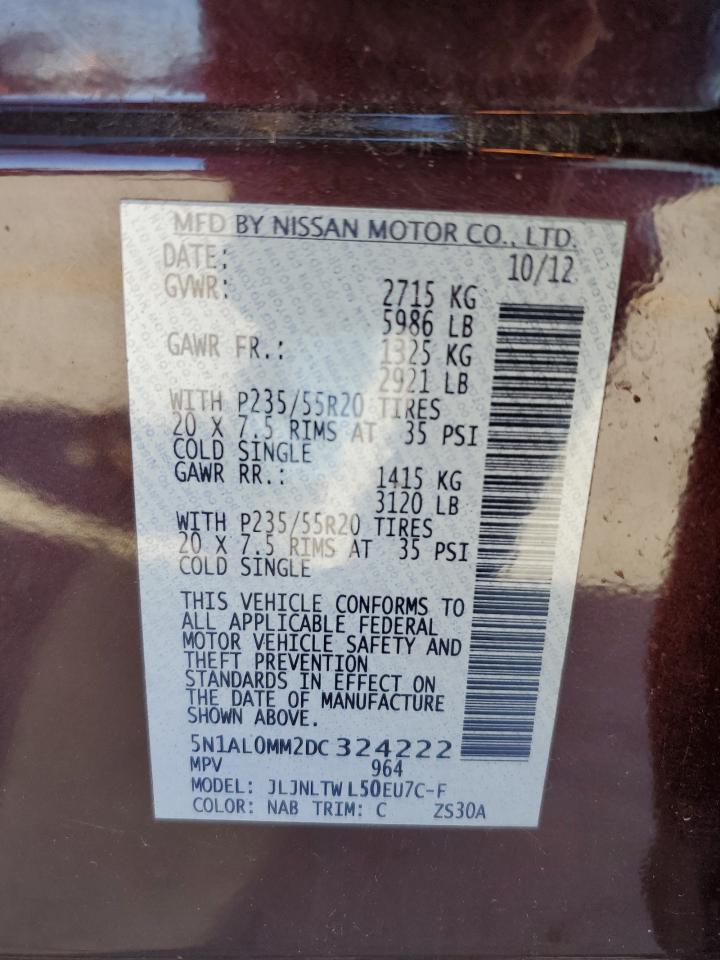 MFD BY NISSAN MOTOR CO., LTD.
DATE: 10/12
GVWR: 2715 KG
5986 LB
GAWR FR.: 1325 KG
2921 LB
WITH P235/55R20 TIRES
20 X 7.5 RIMS AT 35 PSI
COLD SINGLE
GAWR RR.: 1415 KG
3120 LB
WITH P235/55R20 TIRES
20 X 7.5 RIMS AT 35 PSI
COLD SINGLE
THIS VEHICLE CONFORMS TO
ALL APPLICABLE FEDERAL
MOTOR VEHICLE SAFETY AND
THEFT PREVENTION
STANDARDS IN EFFECT ON
THE DATE OF MANUFACTURE
SHOWN ABOVE.
5N1AL0MM2DC 324222
MPV 964
MODEL: JLJNLTW L50EU7C-F
COLOR: NAB TRIM: C ZS30A